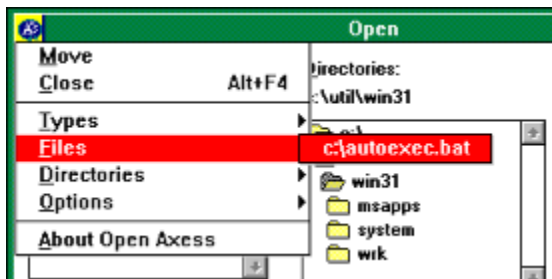 Open
Move
Close Alt+F4
Types
Files
Directories
Options
About Open Axess
c:\autoexec.bat
irectories:
:\util\win31
win31
msapps
system
wrk